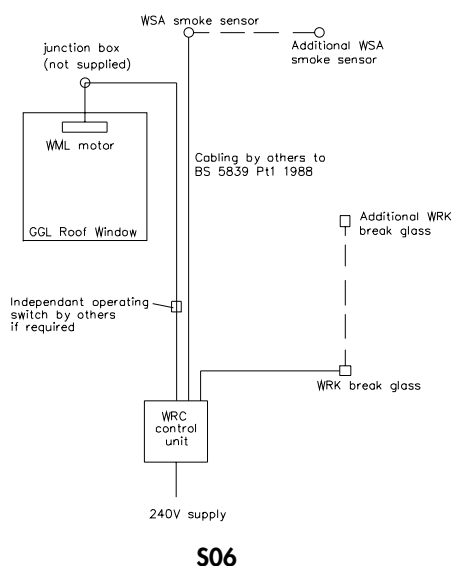 WSA smoke sensor
junction box
(not supplied)
Additional WSA
smoke sensor
WML motor
Cabling by others to
BS 5839 Pt1 1988
GGL Roof Window
Additional WRK
break glass
Independant operating
switch by others
if required
WRK break glass
WRC
control
unit
240V supply
S06